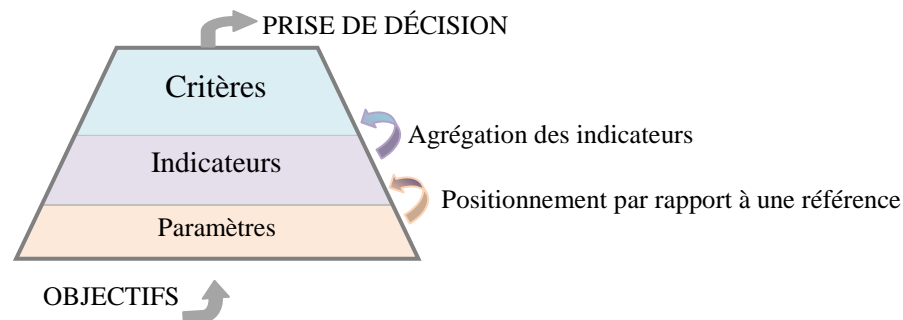 PRISE DE DÉCISION
Critères
Agrégation des indicateurs
Indicateurs
Positionnement par rapport à une référence
Paramètres
OBJECTIFS